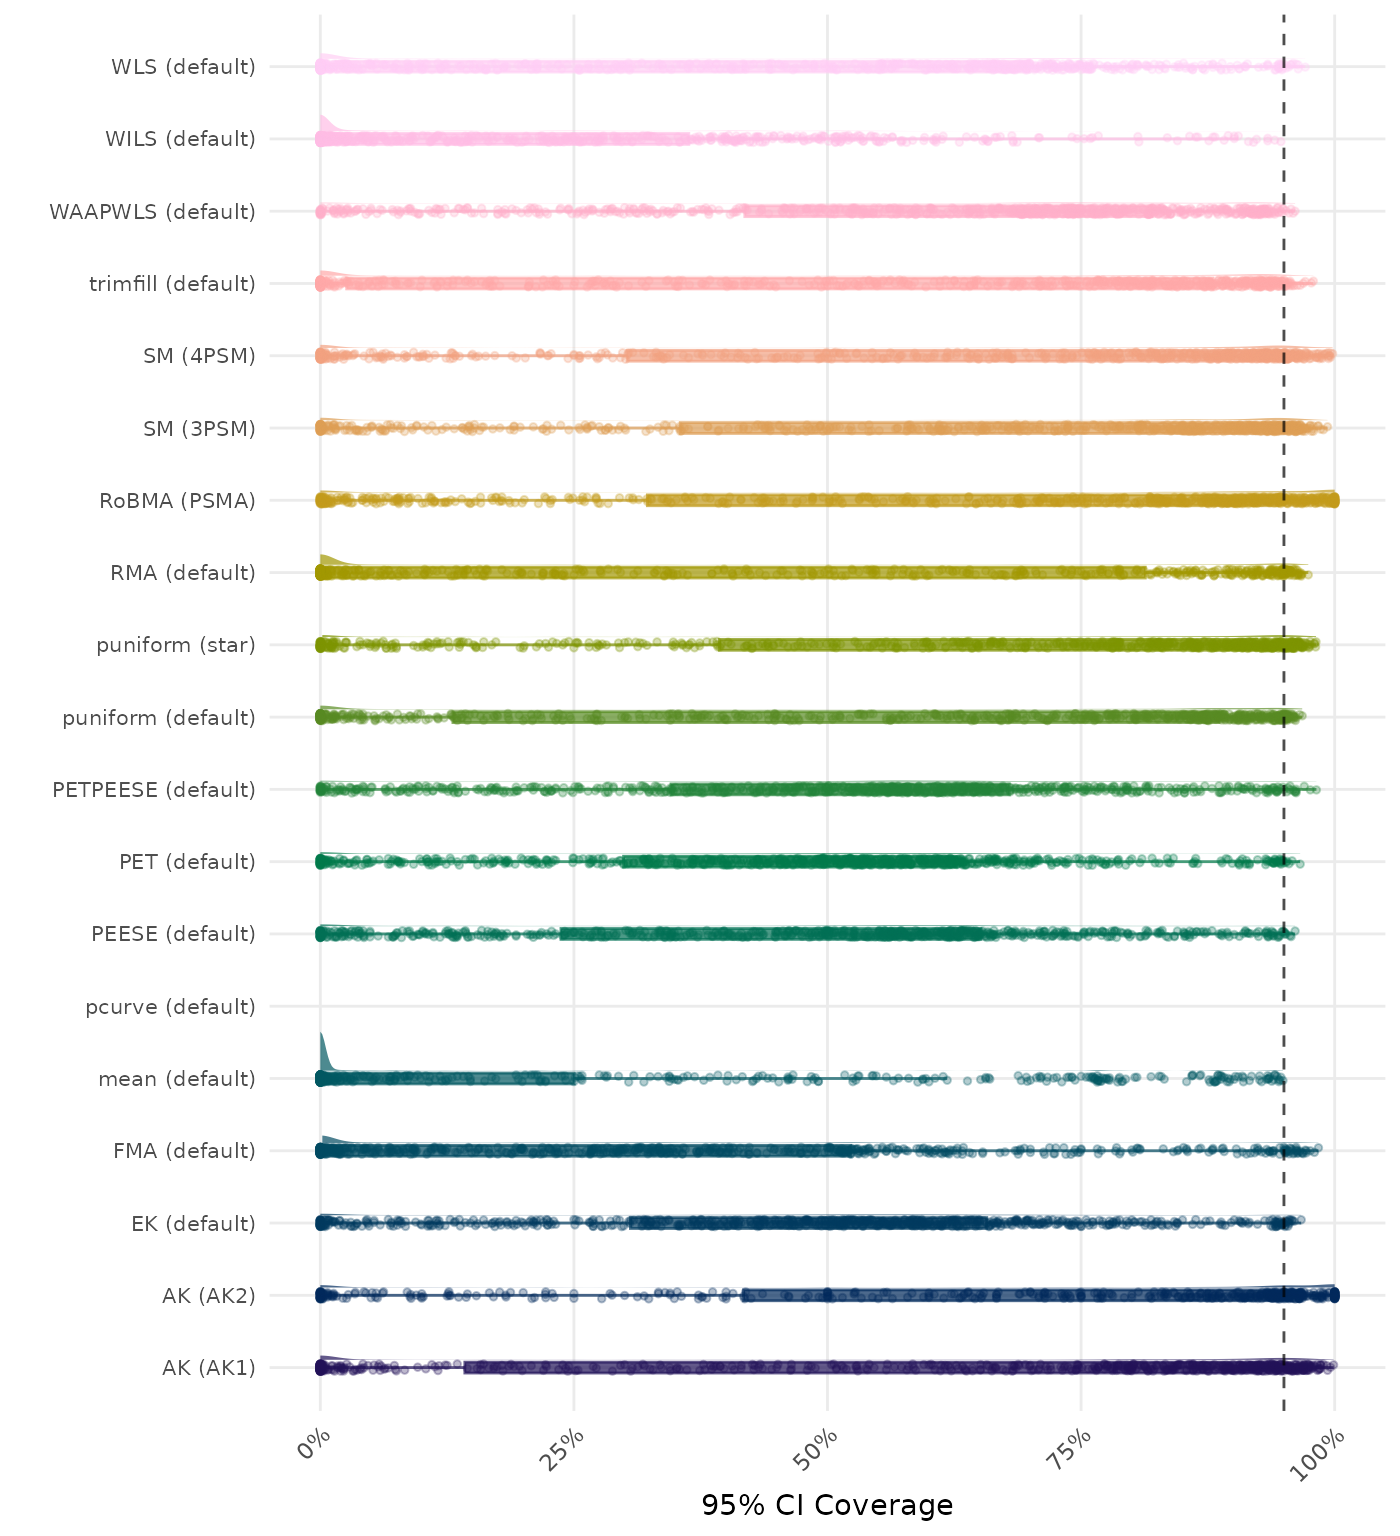 WLS (default)
WILS (default)
WAAPWLS (default)
trimfill (default)
SM (4PSM)
SM (3PSM)
RoBMA (PSMA)
RMA (default)
puniform (star)
puniform (default)
PETPEESE (default)
PET (default)
PEESE (default)
pcurve (default)
mean (default)
FMA (default)
EK (default)
AK (AK2)
AK (AK1)
0%
25%
50%
75%
100%
95% CI Coverage